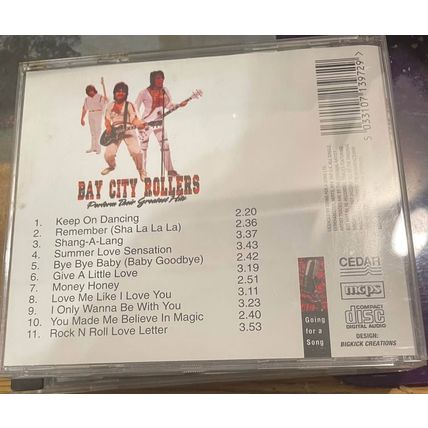 BAY CITY ROLLERS
Perform Their Greatest Hits
1. Keep On Dancing 2.20
2. Remember (Sha La La La) 2.36
3. Shang-A-Lang 3.37
4. Summer Love Sensation 3.43
5. Bye Bye Baby (Baby Goodbye) 2.42
6. Give A Little Love 3.19
7. Money Honey 2.51
8. Love Me Like I Love You 3.11
9. I Only Wanna Be With You 3.23
10. You Made Me Believe In Magic 2.40
11. Rock N Roll Love Letter 3.53
5 033107 139729 >
Going
for a
Song
CEDAR
mcps
COMPACT
disc
DIGITAL AUDIO
DESIGN:
BIGKICK CREATIONS